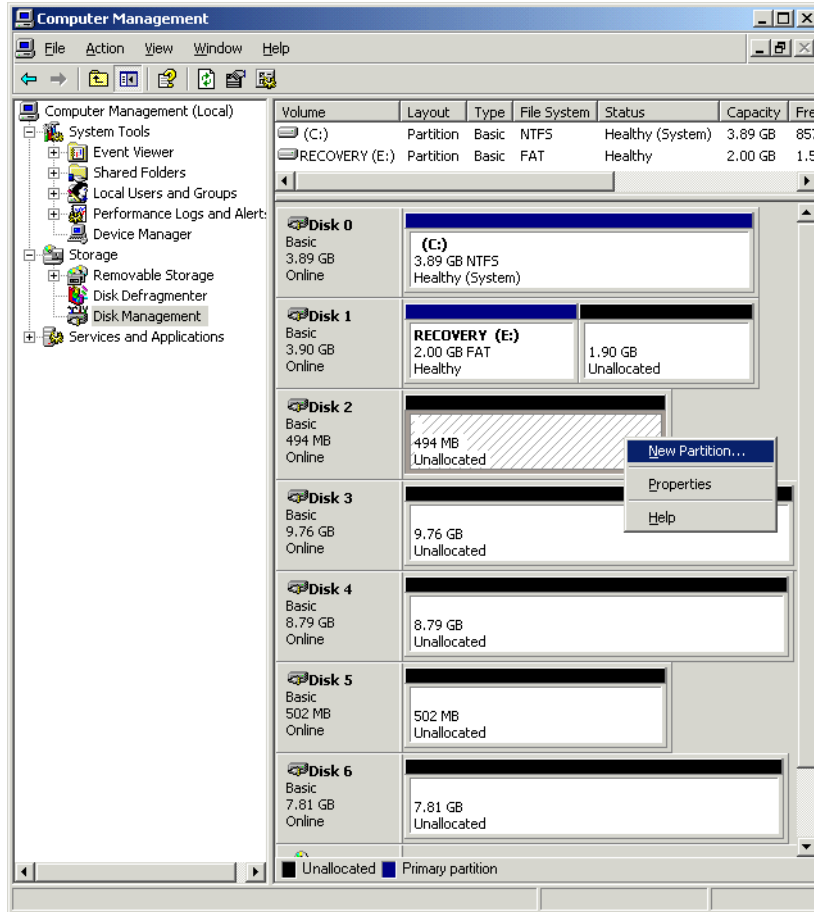 Computer Management
File Action View Window Help
Computer Management (Local)
System Tools
Event Viewer
Shared Folders
Local Users and Groups
Performance Logs and Alert:
Device Manager
Storage
Removable Storage
Disk Defragmenter
Disk Management
Services and Applications
Volume Layout Type File System Status Capacity Fre
(C:) Partition Basic NTFS Healthy (System) 3.89 GB 857
RECOVERY (E:) Partition Basic FAT Healthy 2.00 GB 1.5
Disk 0
Basic
3.89 GB
Online
(C:)
3.89 GB NTFS
Healthy (System)
Disk 1
Basic
3.90 GB
Online
RECOVERY (E:)
2.00 GB FAT
Healthy
1.90 GB
Unallocated
Disk 2
Basic
494 MB
Online
494 MB
Unallocated
New Partition...
Properties
Help
Disk 3
Basic
9.76 GB
Online
9.76 GB
Unallocated
Disk 4
Basic
8.79 GB
Online
8.79 GB
Unallocated
Disk 5
Basic
502 MB
Online
502 MB
Unallocated
Disk 6
Basic
7.81 GB
Online
7.81 GB
Unallocated
Unallocated Primary partition